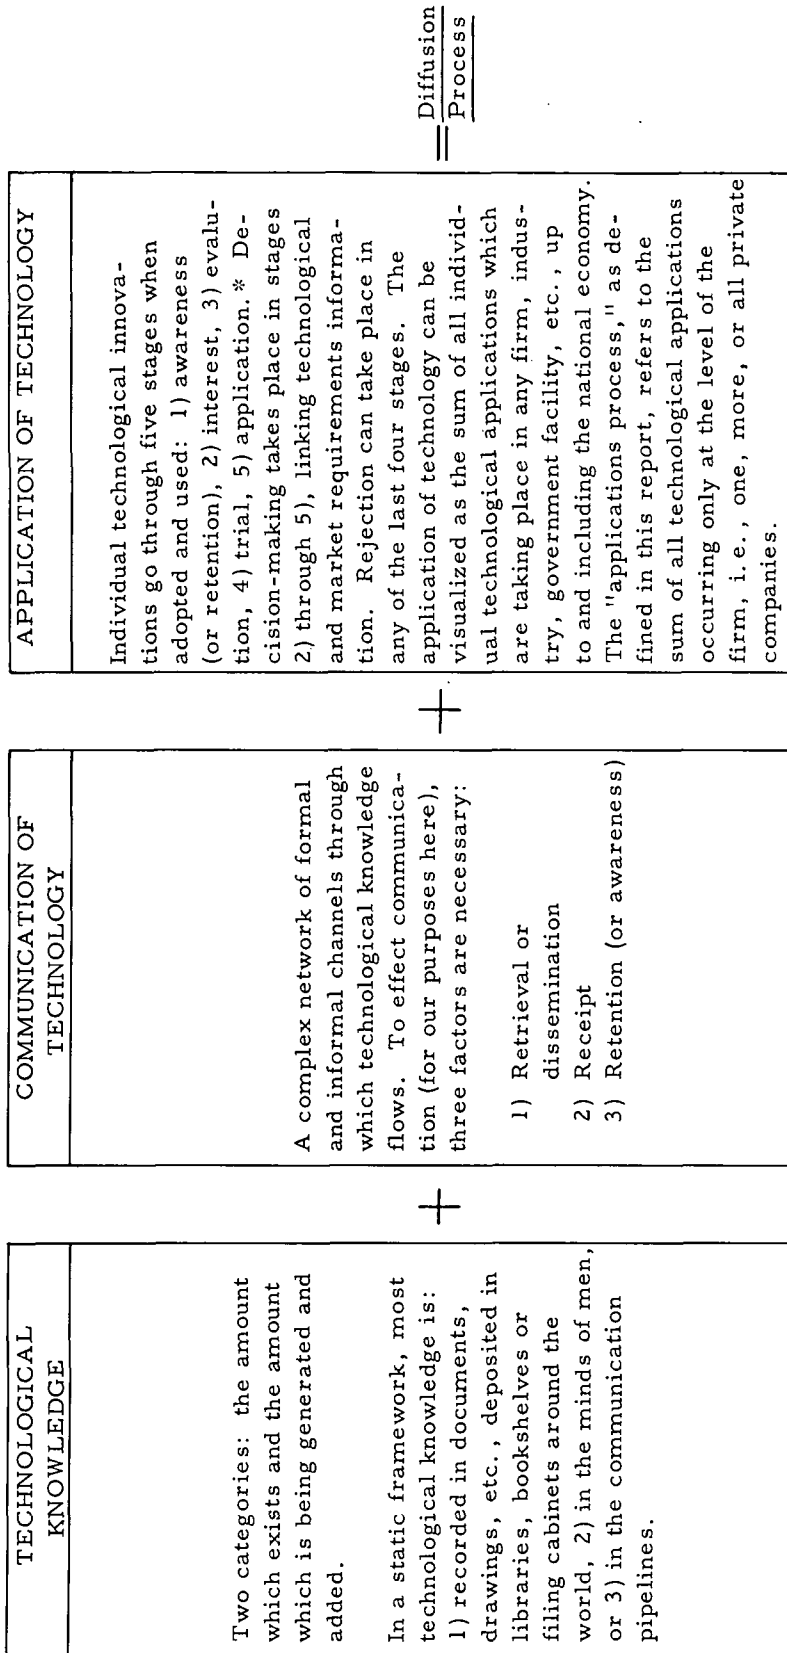 TECHNOLOGICAL
KNOWLEDGE
Two categories: the amount
which exists and the amount
which is being generated and
added.
In a static framework, most
technological knowledge is:
1) recorded in documents,
drawings, etc., deposited in
libraries, bookshelves or
filing cabinets around the
world, 2) in the minds of men,
or 3) in the communication
pipelines.
+
COMMUNICATION OF
TECHNOLOGY
A complex network of formal
and informal channels through
which technological knowledge
flows. To effect communica-
tion (for our purposes here),
three factors are necessary:
1) Retrieval or
dissemination
2) Receipt
3) Retention (or awareness)
+
APPLICATION OF TECHNOLOGY
Individual technological innova-
tions go through five stages when
adopted and used: 1) awareness
(or retention), 2) interest, 3) evalu-
tion, 4) trial, 5) application.* De-
cision-making takes place in stages
2) through 5), linking technological
and market requirements informa-
tion. Rejection can take place in
any of the last four stages. The
application of technology can be
visualized as the sum of all individ-
ual technological applications which
are taking place in any firm, indus-
try, government facility, etc., up
to and including the national economy.
The "applications process," as de-
fined in this report, refers to the
sum of all technological applications
occurring only at the level of the
firm, i.e., one, more, or all private
companies.
= Diffusion
Process